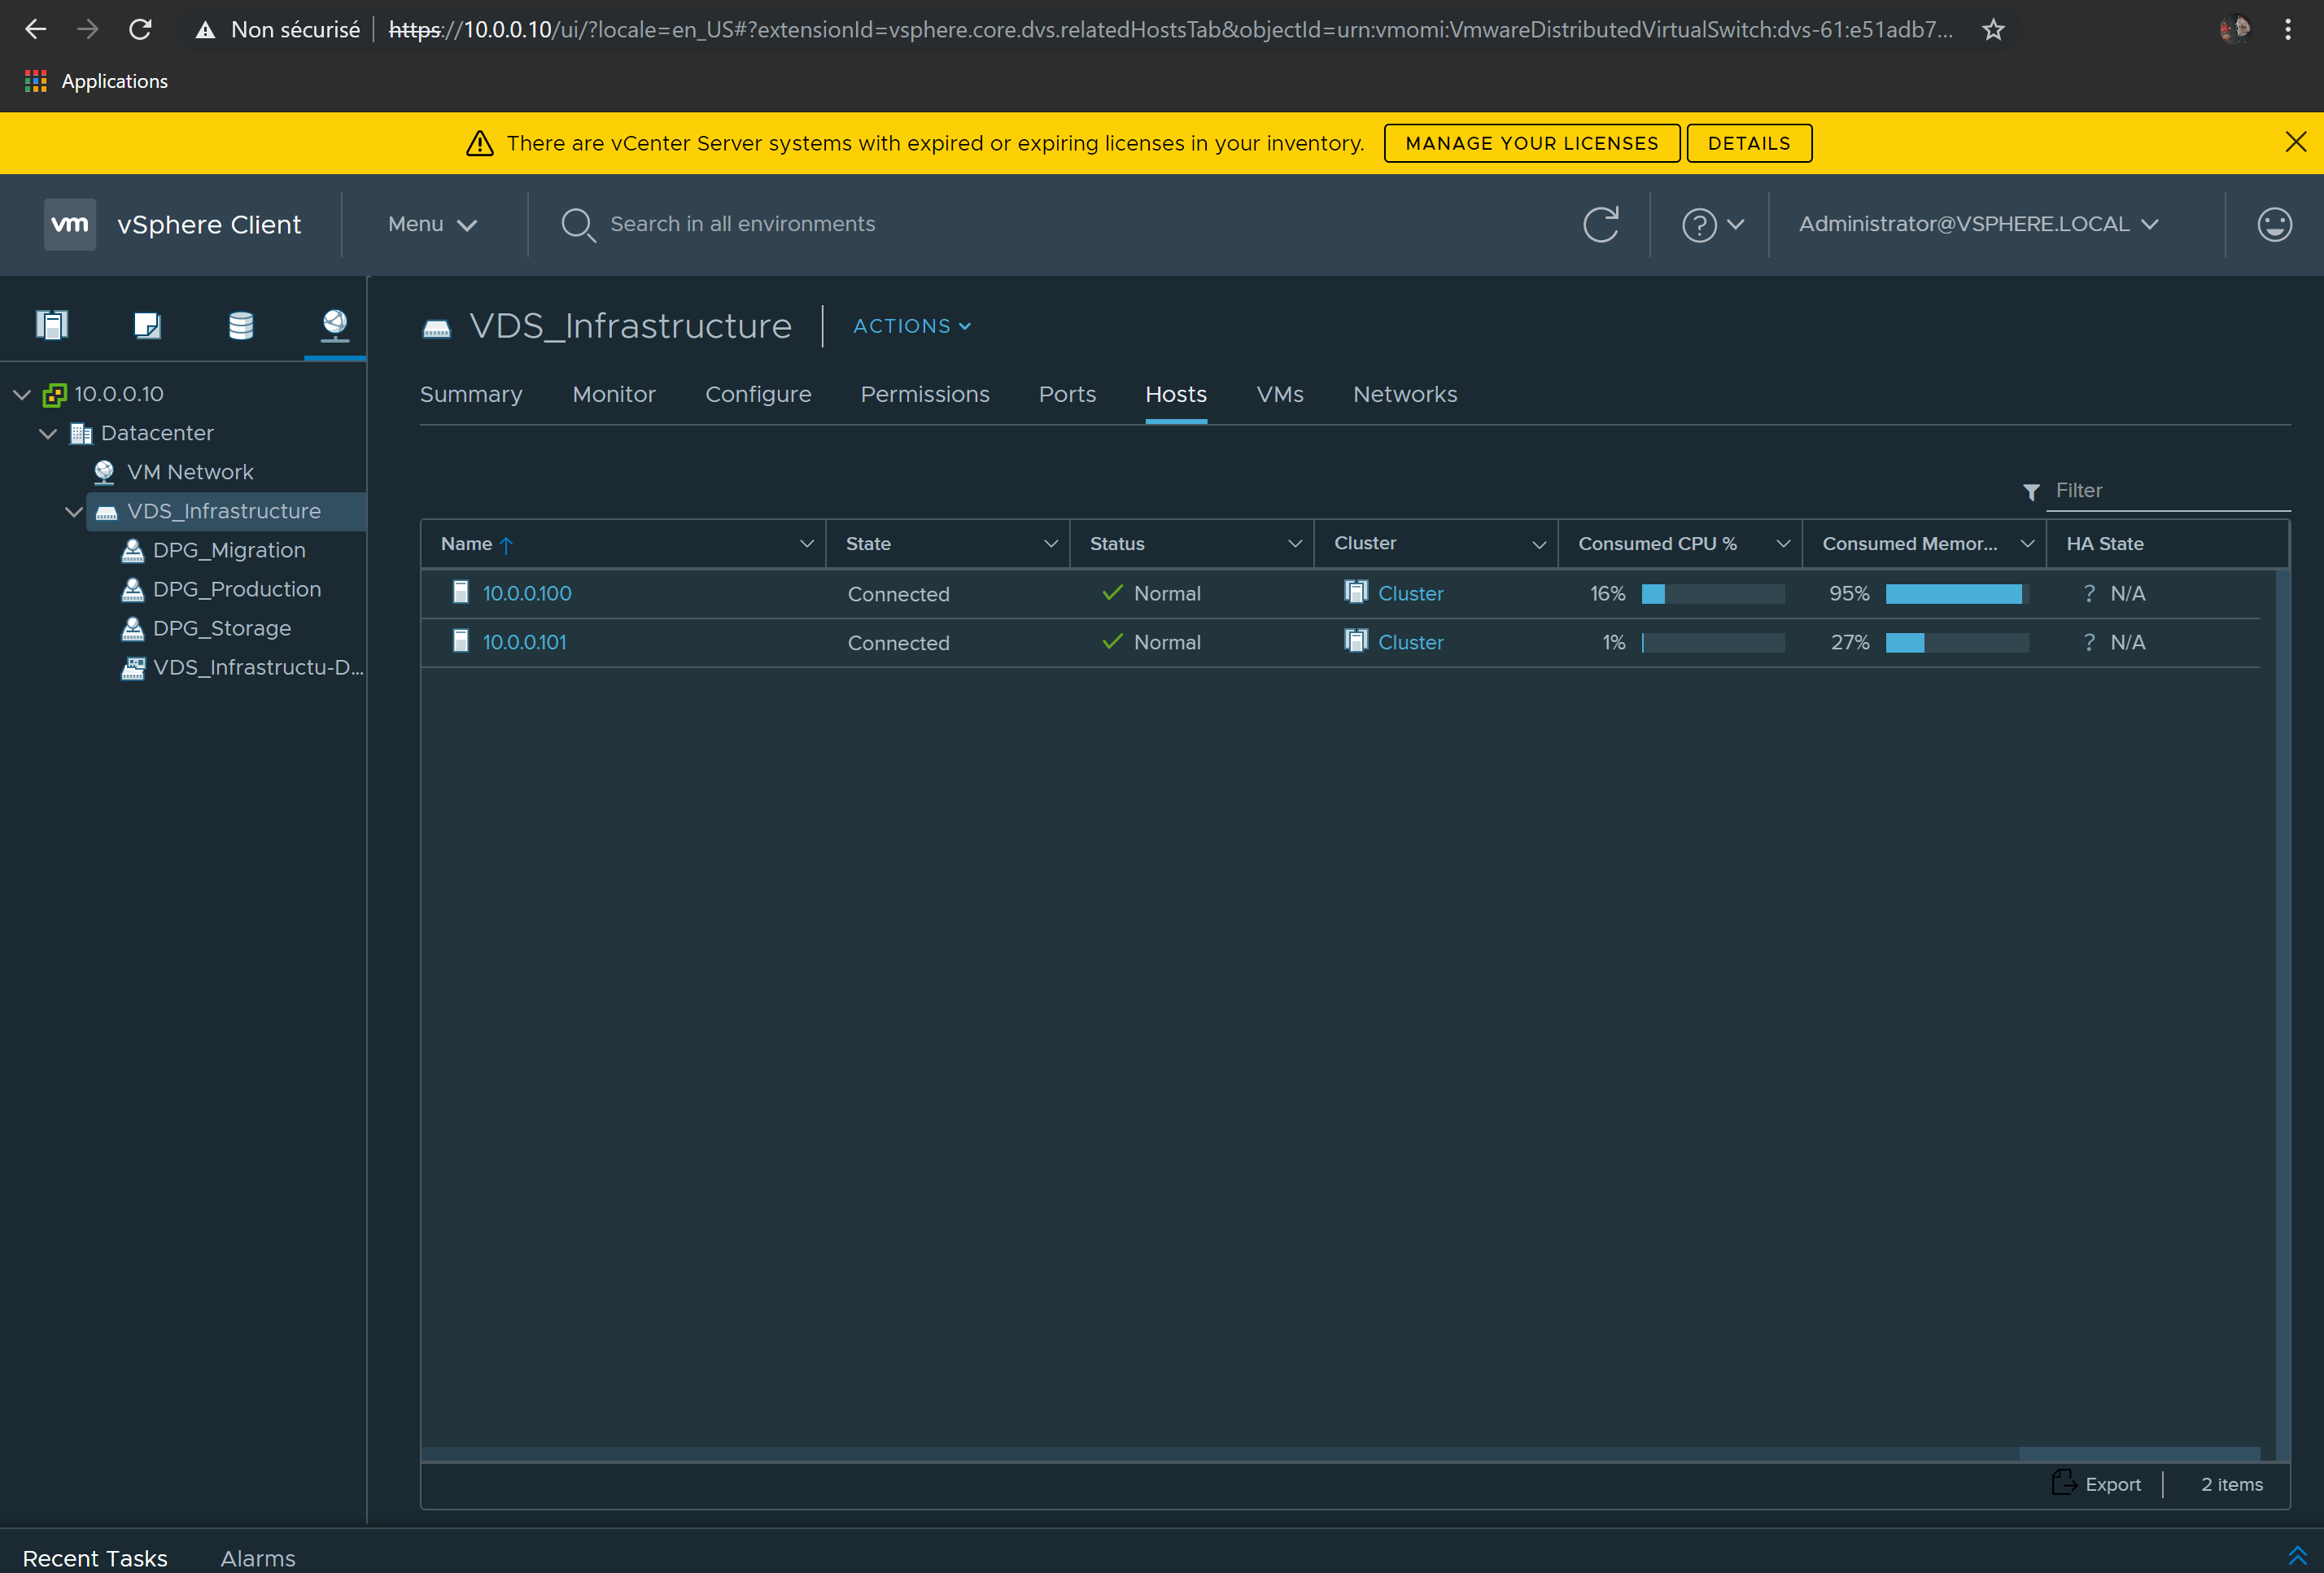 Non sécurisé https://10.0.0.10/ui/?locale=en_US#?extensionId=vsphere.core.dvs.relatedHostsTab&objectId=urn:vmomi:VmwareDistributedVirtualSwitch:dvs-61:e51adb7...
Applications
There are vCenter Server systems with expired or expiring licenses in your inventory. MANAGE YOUR LICENSES DETAILS
vm vSphere Client Menu Search in all environments ? Administrator@VSPHERE.LOCAL
VDS_Infrastructure ACTIONS
Summary Monitor Configure Permissions Ports Hosts VMs Networks
10.0.0.10
Datacenter
VM Network
VDS_Infrastructure
DPG_Migration
DPG_Production
DPG_Storage
VDS_Infrastructu-D...
Filter
Name State Status Cluster Consumed CPU % Consumed Memor... HA State
10.0.0.100 Connected Normal Cluster 16% 95% ? N/A
10.0.0.101 Connected Normal Cluster 1% 27% ? N/A
Export 2 items
Recent Tasks Alarms